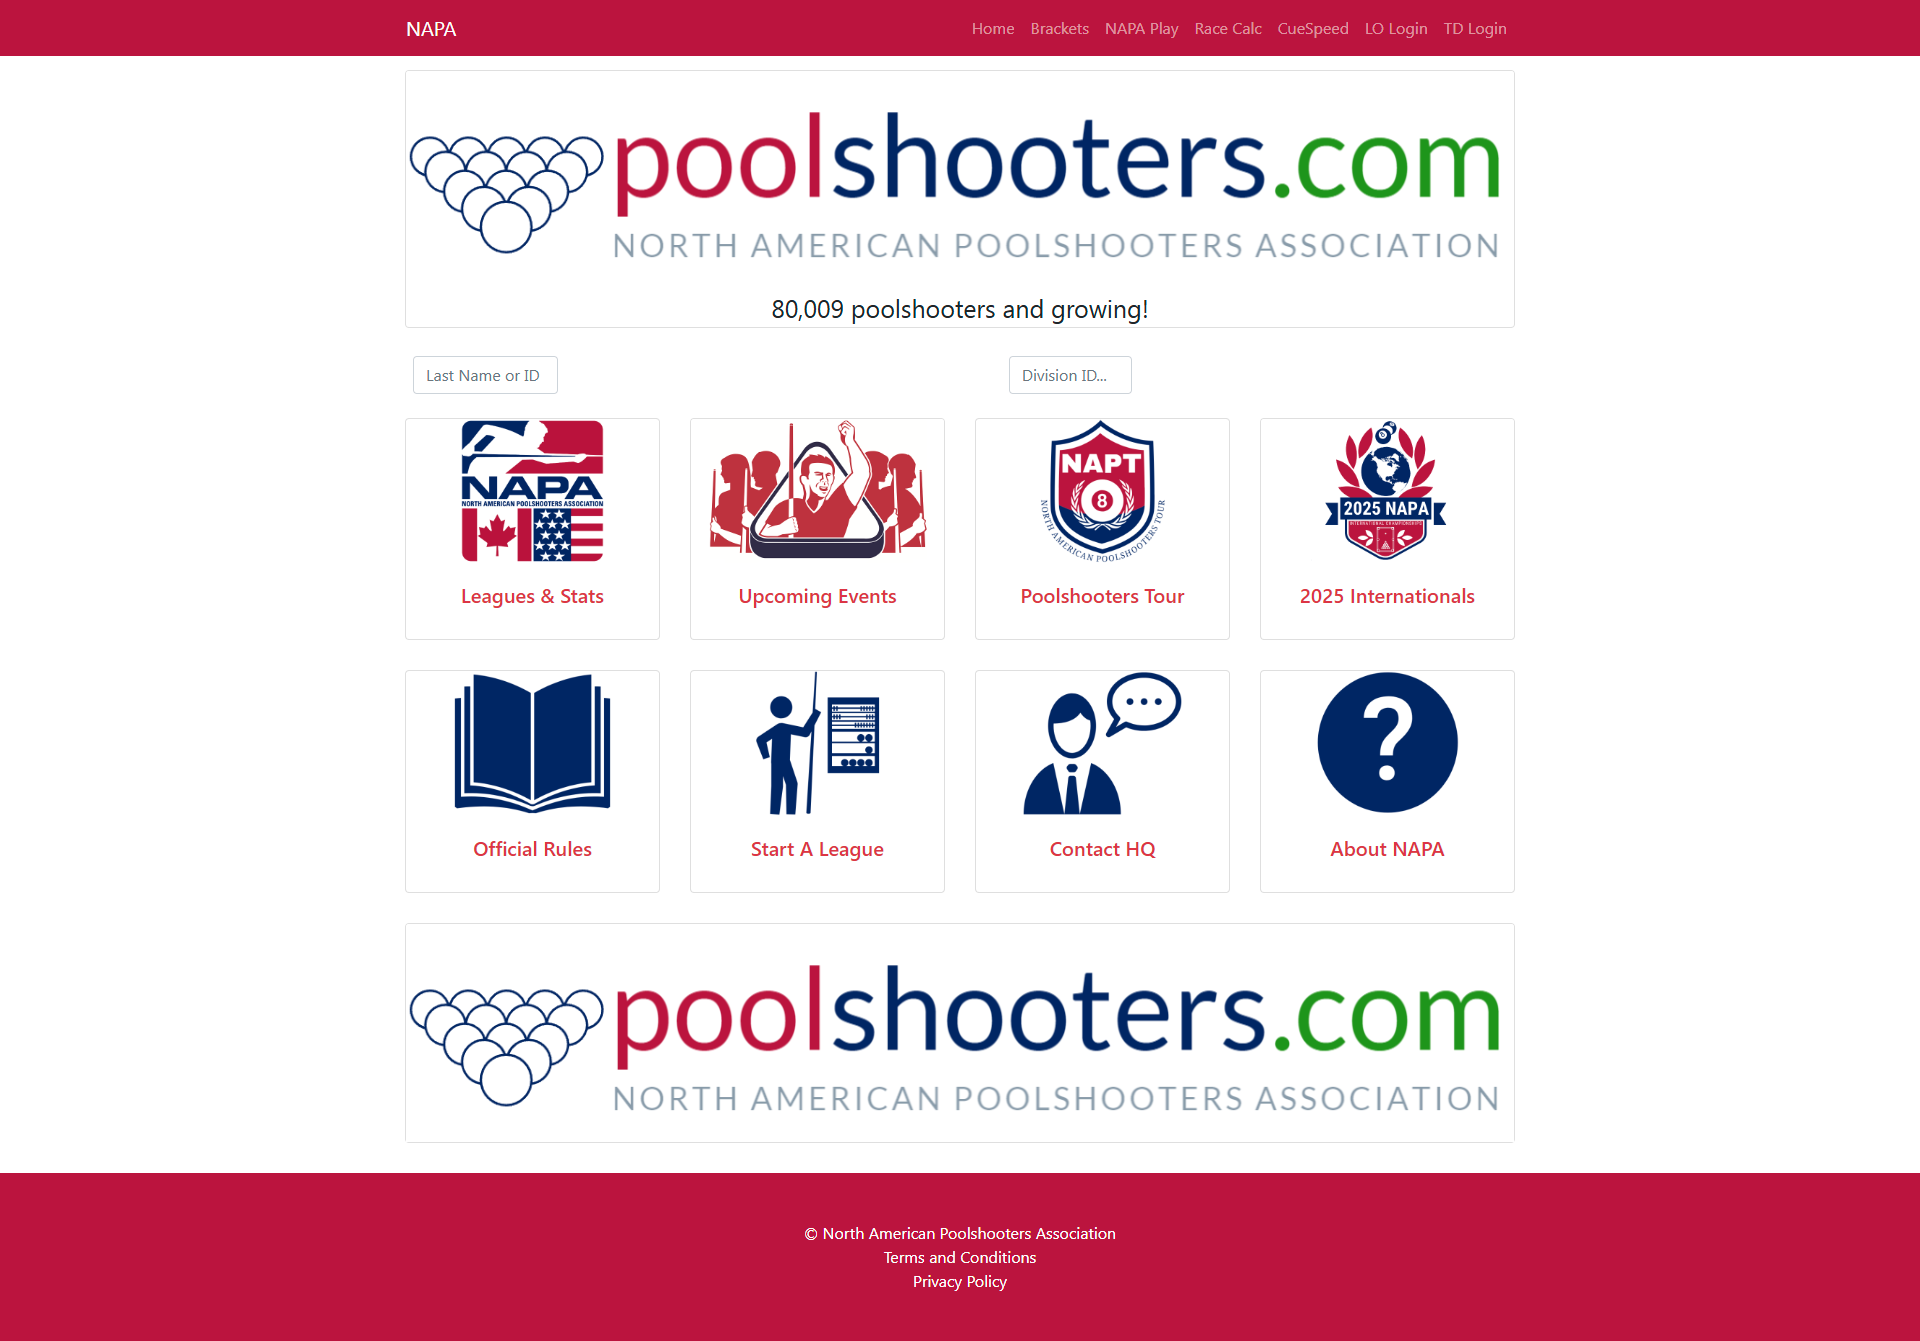 NAPA
Home Brackets NAPA Play Race Calc CueSpeed LO Login TD Login
poolshooters.com
NORTH AMERICAN POOLSHOOTERS ASSOCIATION
80,009 poolshooters and growing!
Last Name or ID
Division ID...
NAPA
NORTH AMERICAN POOLSHOOTERS ASSOCIATION
Leagues & Stats
Upcoming Events
NAPT
8
NORTH AMERICAN POOLSHOOTERS TOUR
Poolshooters Tour
2025 NAPA
INTERNATIONAL CHAMPIONSHIPS
2025 Internationals
Official Rules
Start A League
Contact HQ
?
About NAPA
poolshooters.com
NORTH AMERICAN POOLSHOOTERS ASSOCIATION
© North American Poolshooters Association
Terms and Conditions
Privacy Policy